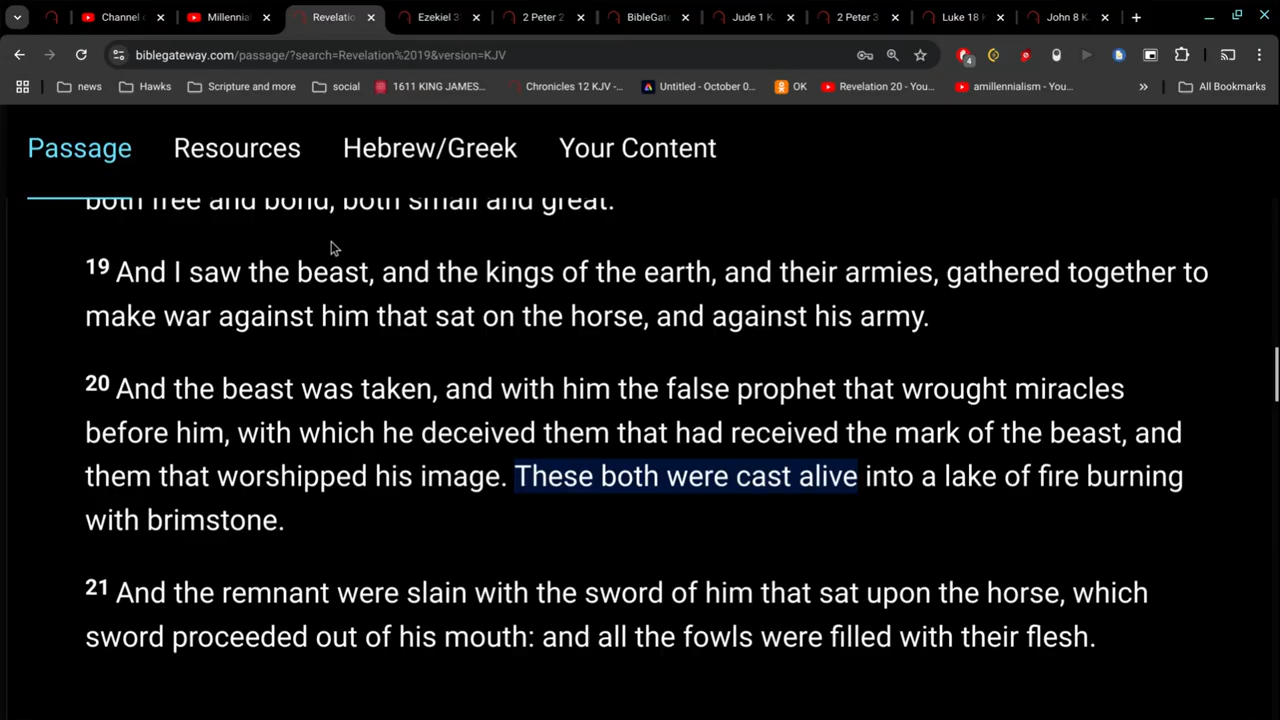 Channel
Millennial
Revelatio
Ezekiel 3
2 Peter 2
BibleGate
Jude 1 K
2 Peter 3
Luke 18
John 8 K
biblegateway.com/passage/?search=Revelation%2019&version=KJV
4
news
Hawks
Scripture and more
social
1611 KING JAMES...
Chronicles 12 KJV -...
Untitled - October 0...
OK
Revelation 20 - You...
amillennialism - You...
All Bookmarks
Passage
Resources
Hebrew/Greek
Your Content
both free and bond, both small and great.
19 And I saw the beast, and the kings of the earth, and their armies, gathered together to
make war against him that sat on the horse, and against his army.
20 And the beast was taken, and with him the false prophet that wrought miracles
before him, with which he deceived them that had received the mark of the beast, and
them that worshipped his image. These both were cast alive into a lake of fire burning
with brimstone.
21 And the remnant were slain with the sword of him that sat upon the horse, which
sword proceeded out of his mouth: and all the fowls were filled with their flesh.